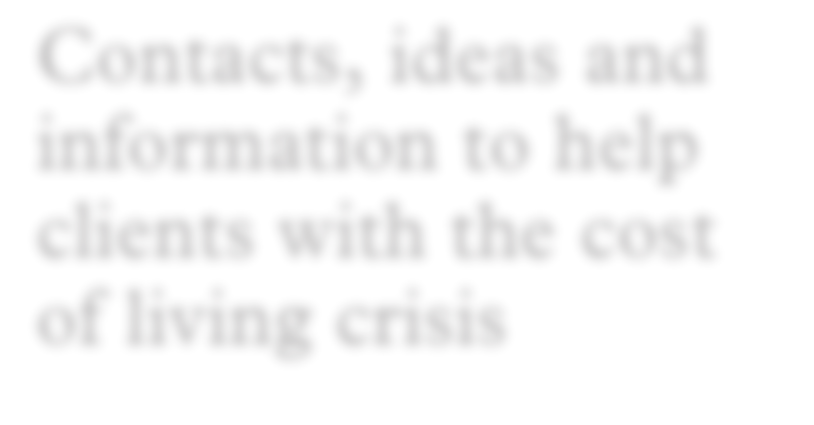 Contacts, ideas and
information to help
clients with the cost
of living crisis